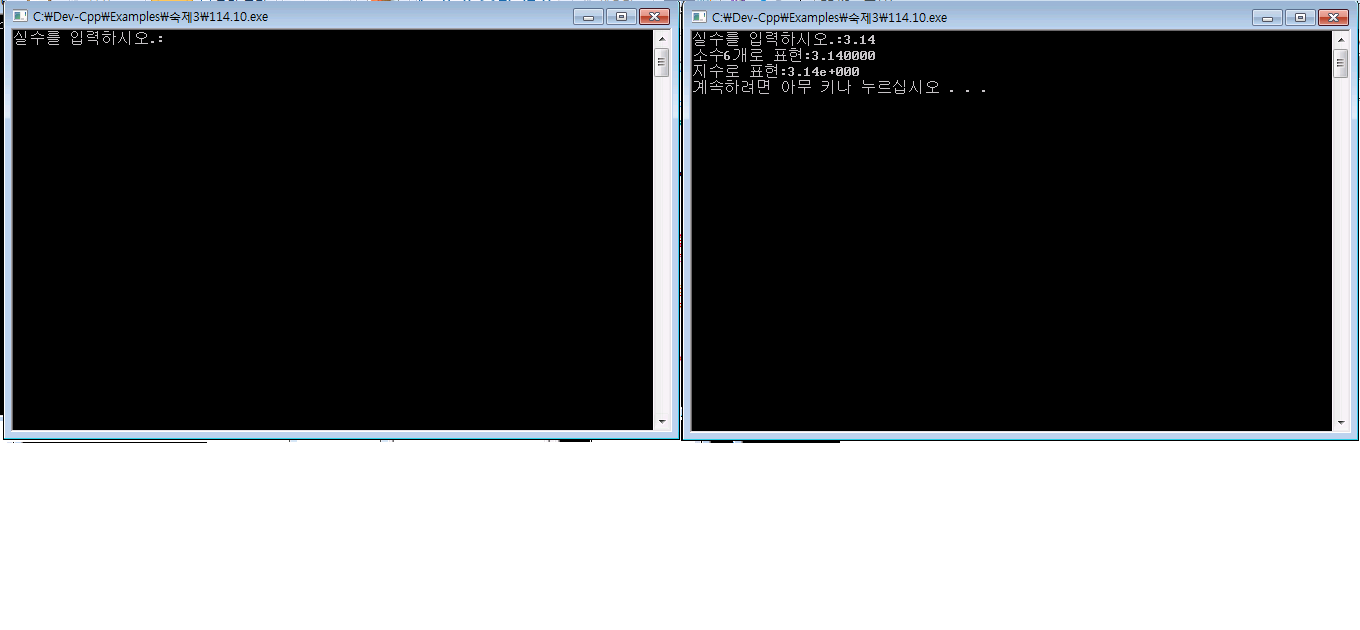 C:₩Dev-Cpp₩Examples₩숙제3₩114.10.exe
실수를 입력하시오.:
C:₩Dev-Cpp₩Examples₩숙제3₩114.10.exe
실수를 입력하시오.:3.14
소수6개로 표현:3.140000
지수로 표현:3.14e+000
계속하려면 아무 키나 누르십시오 . . .